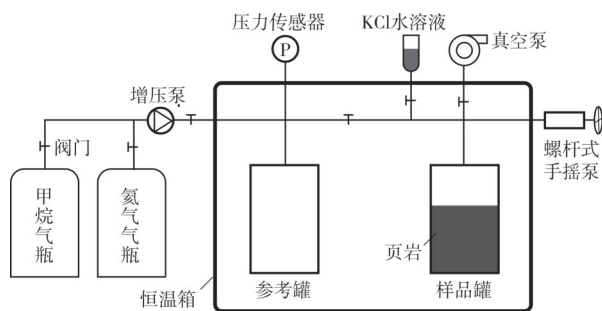 压力传感器
KCl水溶液
真空泵
P
增压泵
阀门
螺杆式
手摇泵
甲烷气瓶
氦气气瓶
页岩
恒温箱
参考罐
样品罐